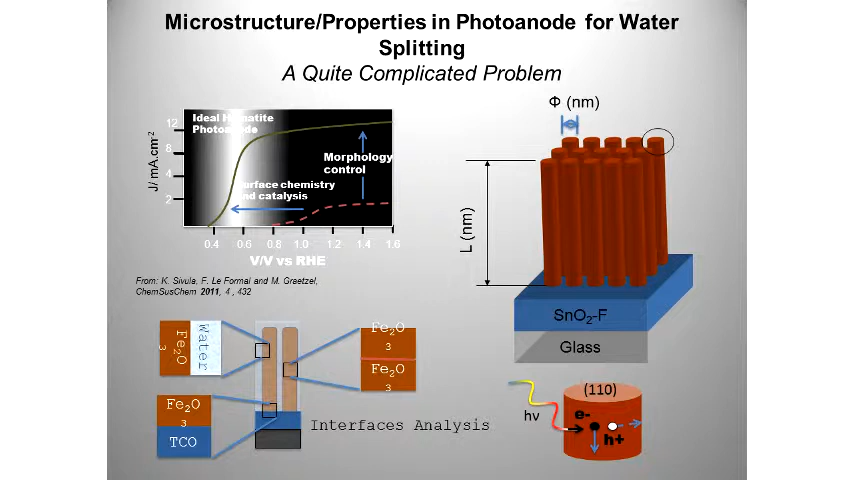 Microstructure/Properties in Photoanode for Water
Splitting
A Quite Complicated Problem
Φ (nm)
Ideal Hematite
Photoanode
12
8
4
2
J/ mA.cm-2
Morphology
control
Surface chemistry
and catalysis
0.4 0.6 0.8 1.0 1.2 1.4 1.6
V/V vs RHE
From: K. Sivula, F. Le Formal and M. Graetzel,
ChemSusChem 2011, 4 , 432
L (nm)
SnO2-F
Glass
Fe2O
3
Water
Fe2O
3
Fe2O
3
Fe2O
3
TCO
Interfaces Analysis
hν
(110)
e-
h+